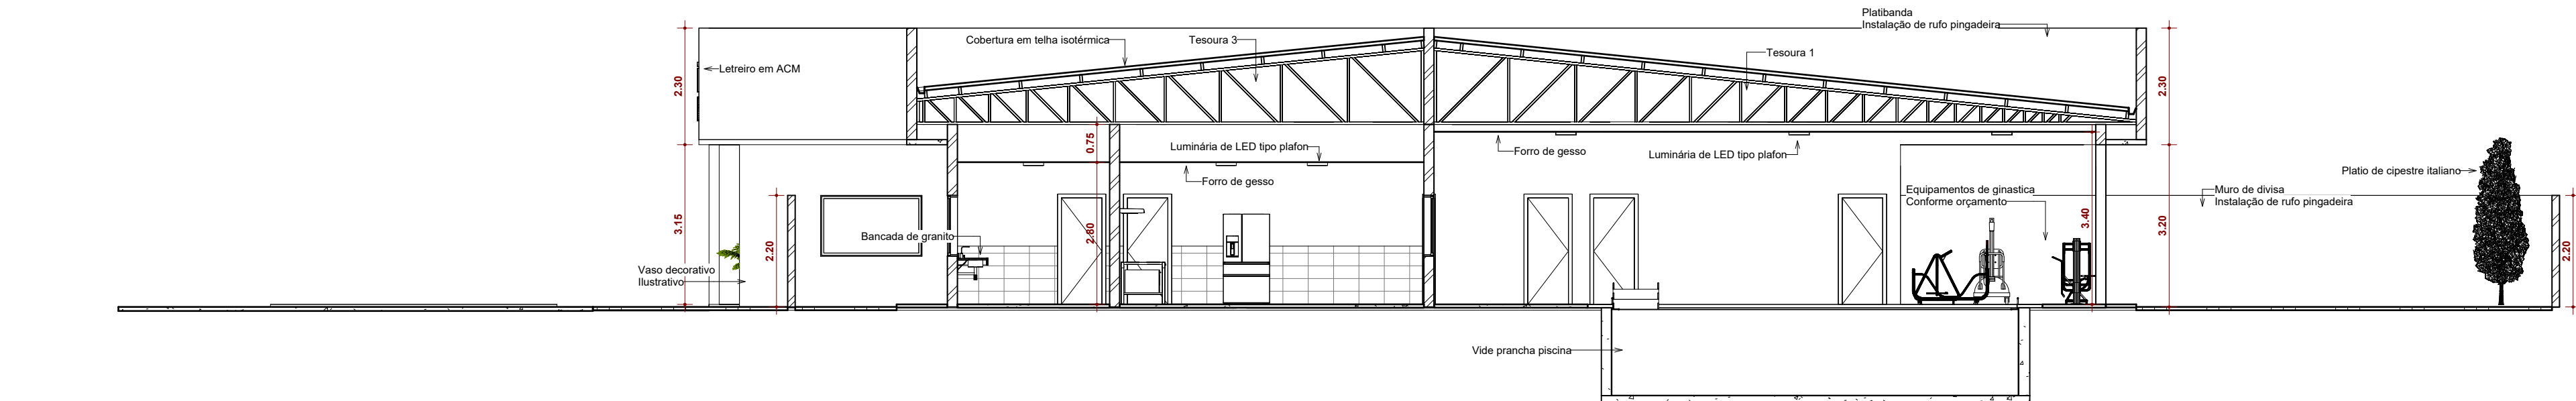 Platibanda
Instalação de rufo pingadeira
Cobertura em telha isotérmica
Tesoura 3
Tesoura 1
Letreiro em ACM
2.30
2.30
0.75
Luminária de LED tipo plafon
Forro de gesso
Forro de gesso
Luminária de LED tipo plafon
Platio de cipestre italiano
Equipamentos de ginastica
Conforme orçamento
Muro de divisa
Instalação de rufo pingadeira
3.15
2.20
2.80
3.40
3.20
2.20
Bancada de granito
Vaso decorativo
Ilustrativo
Vide prancha piscina